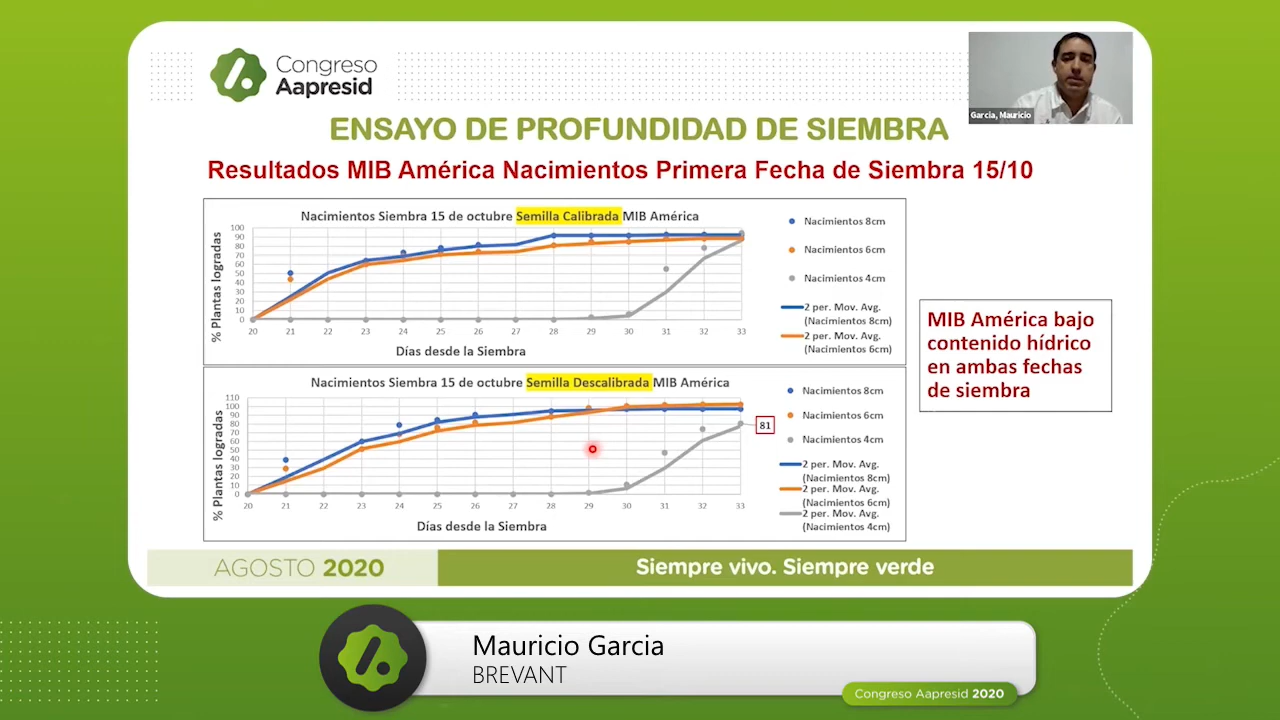 Congreso
Aapresid
Garcia, Mauricio
ENSAYO DE PROFUNDIDAD DE SIEMBRA
Resultados MIB América Nacimientos Primera Fecha de Siembra 15/10
Nacimientos Siembra 15 de octubre Semilla Calibrada MIB América
% Plantas logradas
100
90
80
70
60
50
40
30
20
10
0
20 21 22 23 24 25 26 27 28 29 30 31 32 33
Días desde la Siembra
Nacimientos 8cm
Nacimientos 6cm
Nacimientos 4cm
2 per. Mov. Avg.
(Nacimientos 8cm)
2 per. Mov. Avg.
(Nacimientos 6cm)
Nacimientos Siembra 15 de octubre Semilla Descalibrada MIB América
% Plantas logradas
110
100
90
80
70
60
50
40
30
20
10
0
20 21 22 23 24 25 26 27 28 29 30 31 32 33
81
Días desde la Siembra
Nacimientos 8cm
Nacimientos 6cm
Nacimientos 4cm
2 per. Mov. Avg.
(Nacimientos 8cm)
2 per. Mov. Avg.
(Nacimientos 6cm)
2 per. Mov. Avg.
(Nacimientos 4cm)
MIB América bajo
contenido hídrico
en ambas fechas
de siembra
AGOSTO 2020
Siempre vivo. Siempre verde
Mauricio Garcia
BREVANT
Congreso Aapresid 2020